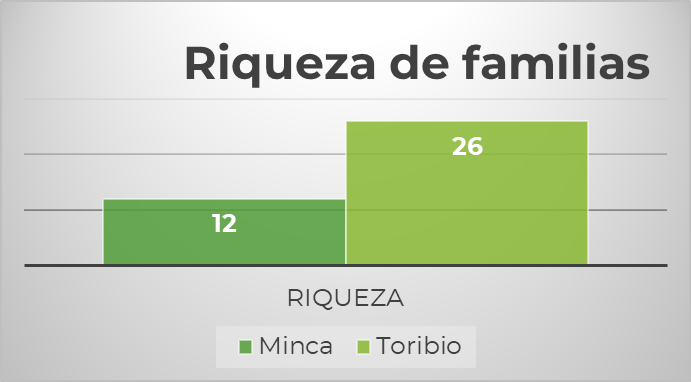 Riqueza de familias
12
26
RIQUEZA
Minca Toribio